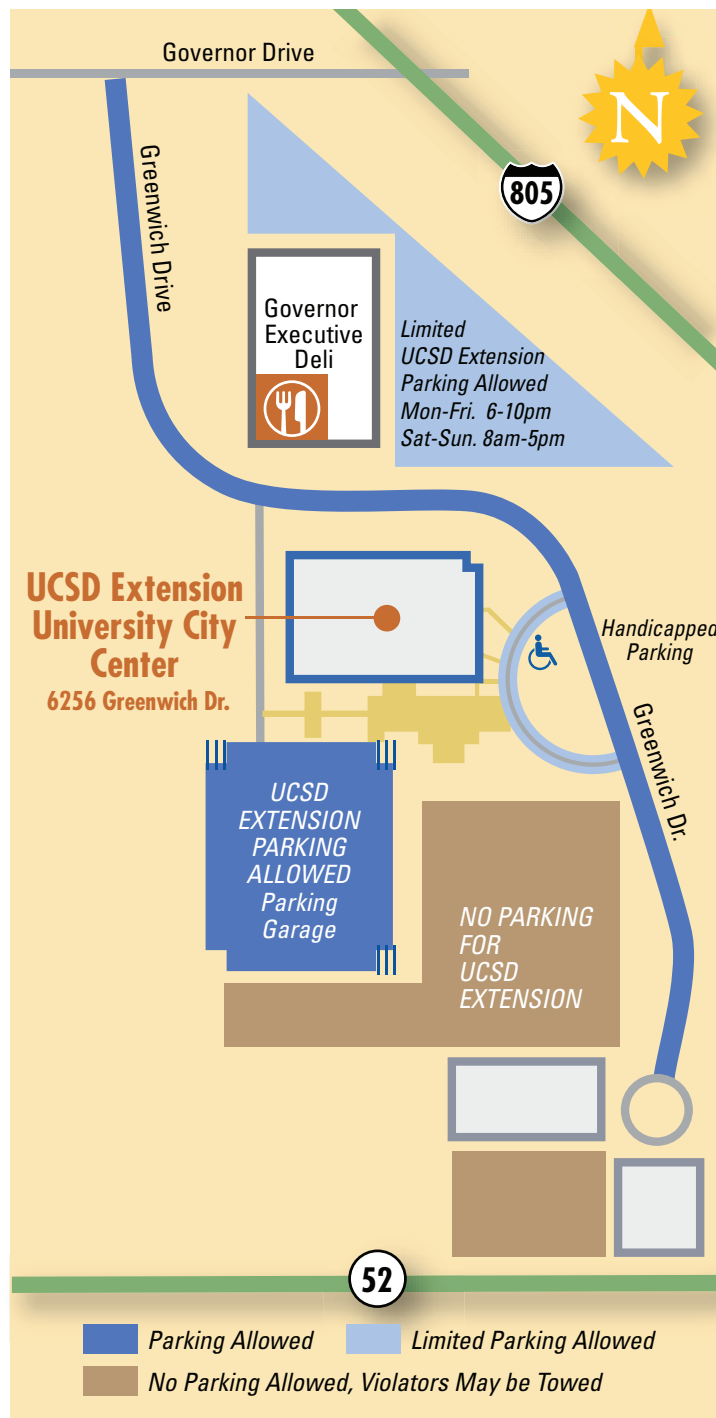 Governor Drive
N
805
Greenwich Drive
Governor
Executive
Deli
Limited
UCSD Extension
Parking Allowed
Mon-Fri. 6-10pm
Sat-Sun. 8am-5pm
UCSD Extension
University City
Center
6256 Greenwich Dr.
Handicapped
Parking
Greenwich Dr.
UCSD
EXTENSION
PARKING
ALLOWED
Parking
Garage
NO PARKING
FOR
UCSD
EXTENSION
52
Parking Allowed
Limited Parking Allowed
No Parking Allowed, Violators May be Towed